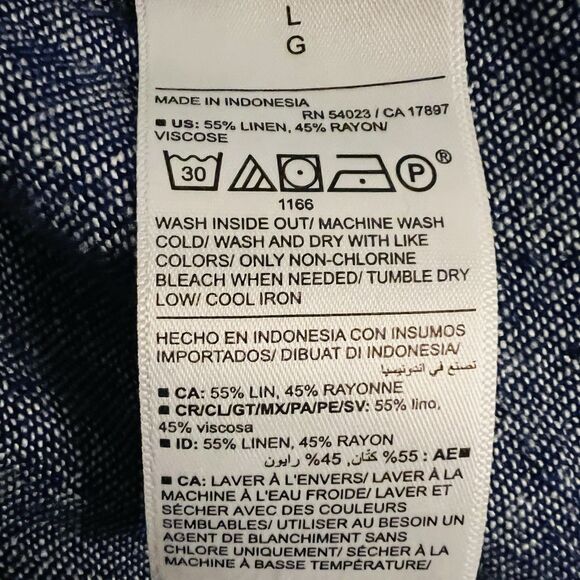 L
G
MADE IN INDONESIA
RN 54023 / CA 17897
■ US: 55% LINEN, 45% RAYON/
VISCOSE
30 P ®
1166
WASH INSIDE OUT/ MACHINE WASH
COLD/ WASH AND DRY WITH LIKE
COLORS/ ONLY NON-CHLORINE
BLEACH WHEN NEEDED/ TUMBLE DRY
LOW/ COOL IRON
HECHO EN INDONESIA CON INSUMOS
IMPORTADOS/ DIBUAT DI INDONESIA/
تصنع في اندونيسيا
■ CA: 55% LIN, 45% RAYONNE
■ CR/CL/GT/MX/PA/PE/SV: 55% lino,
45% viscosa
■ ID: 55% LINEN, 45% RAYON
■ AE : 55% كتّان, 45% رايون
■ CA: LAVER À L'ENVERS/ LAVER À LA
MACHINE À L'EAU FROIDE/ LAVER ET
SÉCHER AVEC DES COULEURS
SEMBLABLES/ UTILISER AU BESOIN UN
AGENT DE BLANCHIMENT SANS
CHLORE UNIQUEMENT/ SÉCHER À LA
MACHINE À BASSE TEMPÉRATURE/